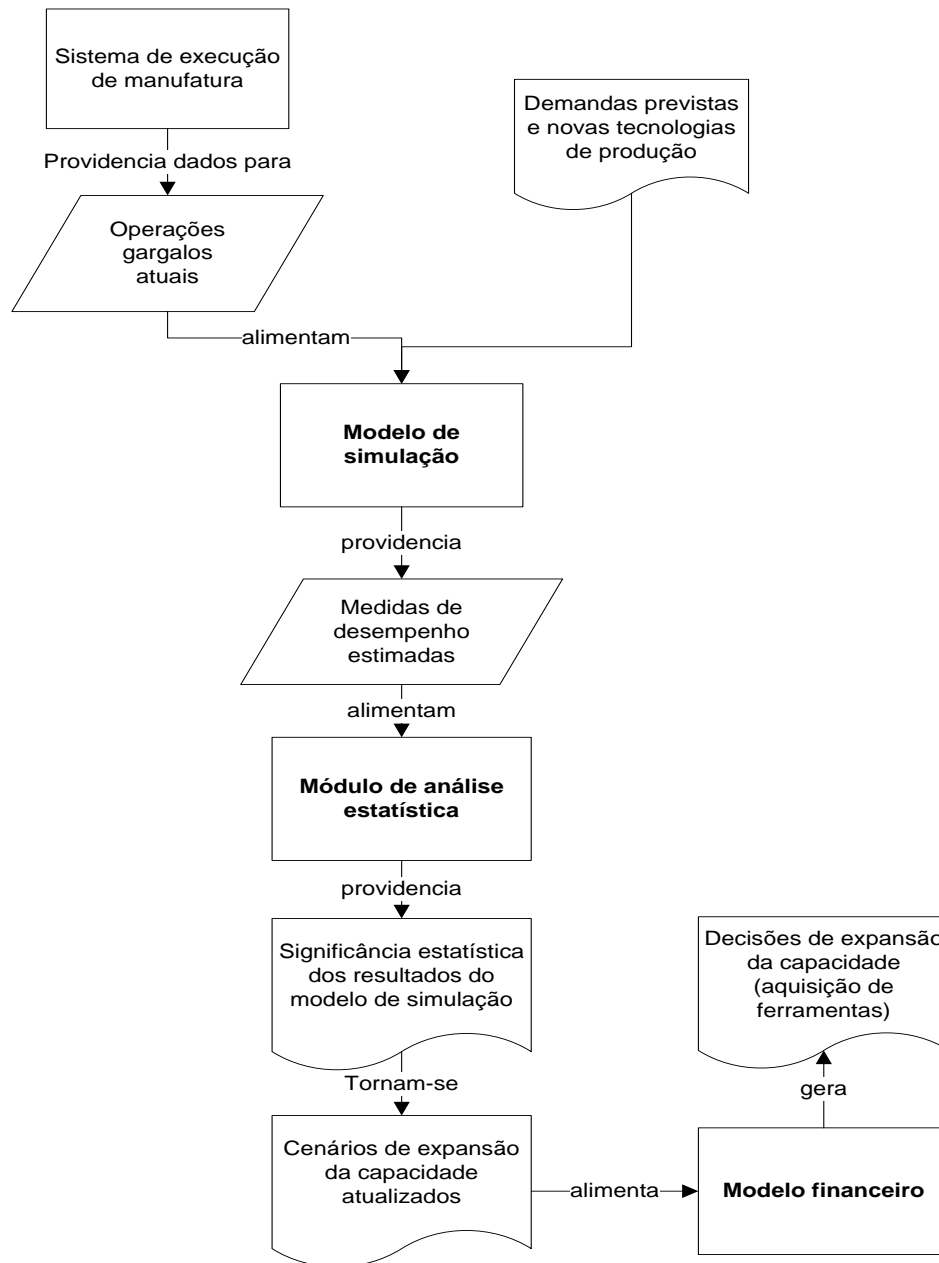 Sistema de execução
de manufatura
Demandas previstas
e novas tecnologias
de produção
Providencia dados para
Operações
gargalos
atuais
alimentam
Modelo de
simulação
providencia
Medidas de
desempenho
estimadas
alimentam
Módulo de análise
estatística
providencia
Significância estatística
dos resultados do
modelo de simulação
Decisões de expansão
da capacidade
(aquisição de
ferramentas)
Tornam-se
gera
Cenários de expansão
da capacidade
atualizados
alimenta
Modelo financeiro